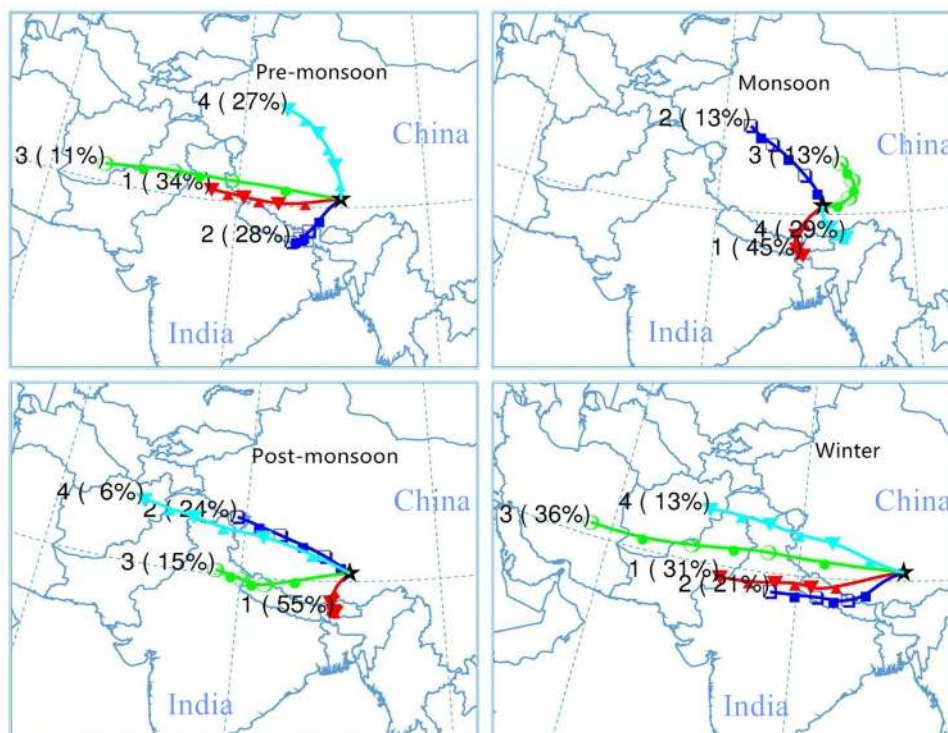 Pre-monsoon
4 ( 27%)
China
3 ( 11%)
1 ( 34%)
2 ( 28%)
India
Monsoon
2 ( 13%)
China
3 ( 13%)
4 ( 29%)
1 ( 45%)
India
Post-monsoon
4 (  6%)
2 ( 24%)
China
3 ( 15%)
1 ( 55%)
India
Winter
4 ( 13%)
China
3 ( 36%)
1 ( 31%)
2 ( 21%)
India